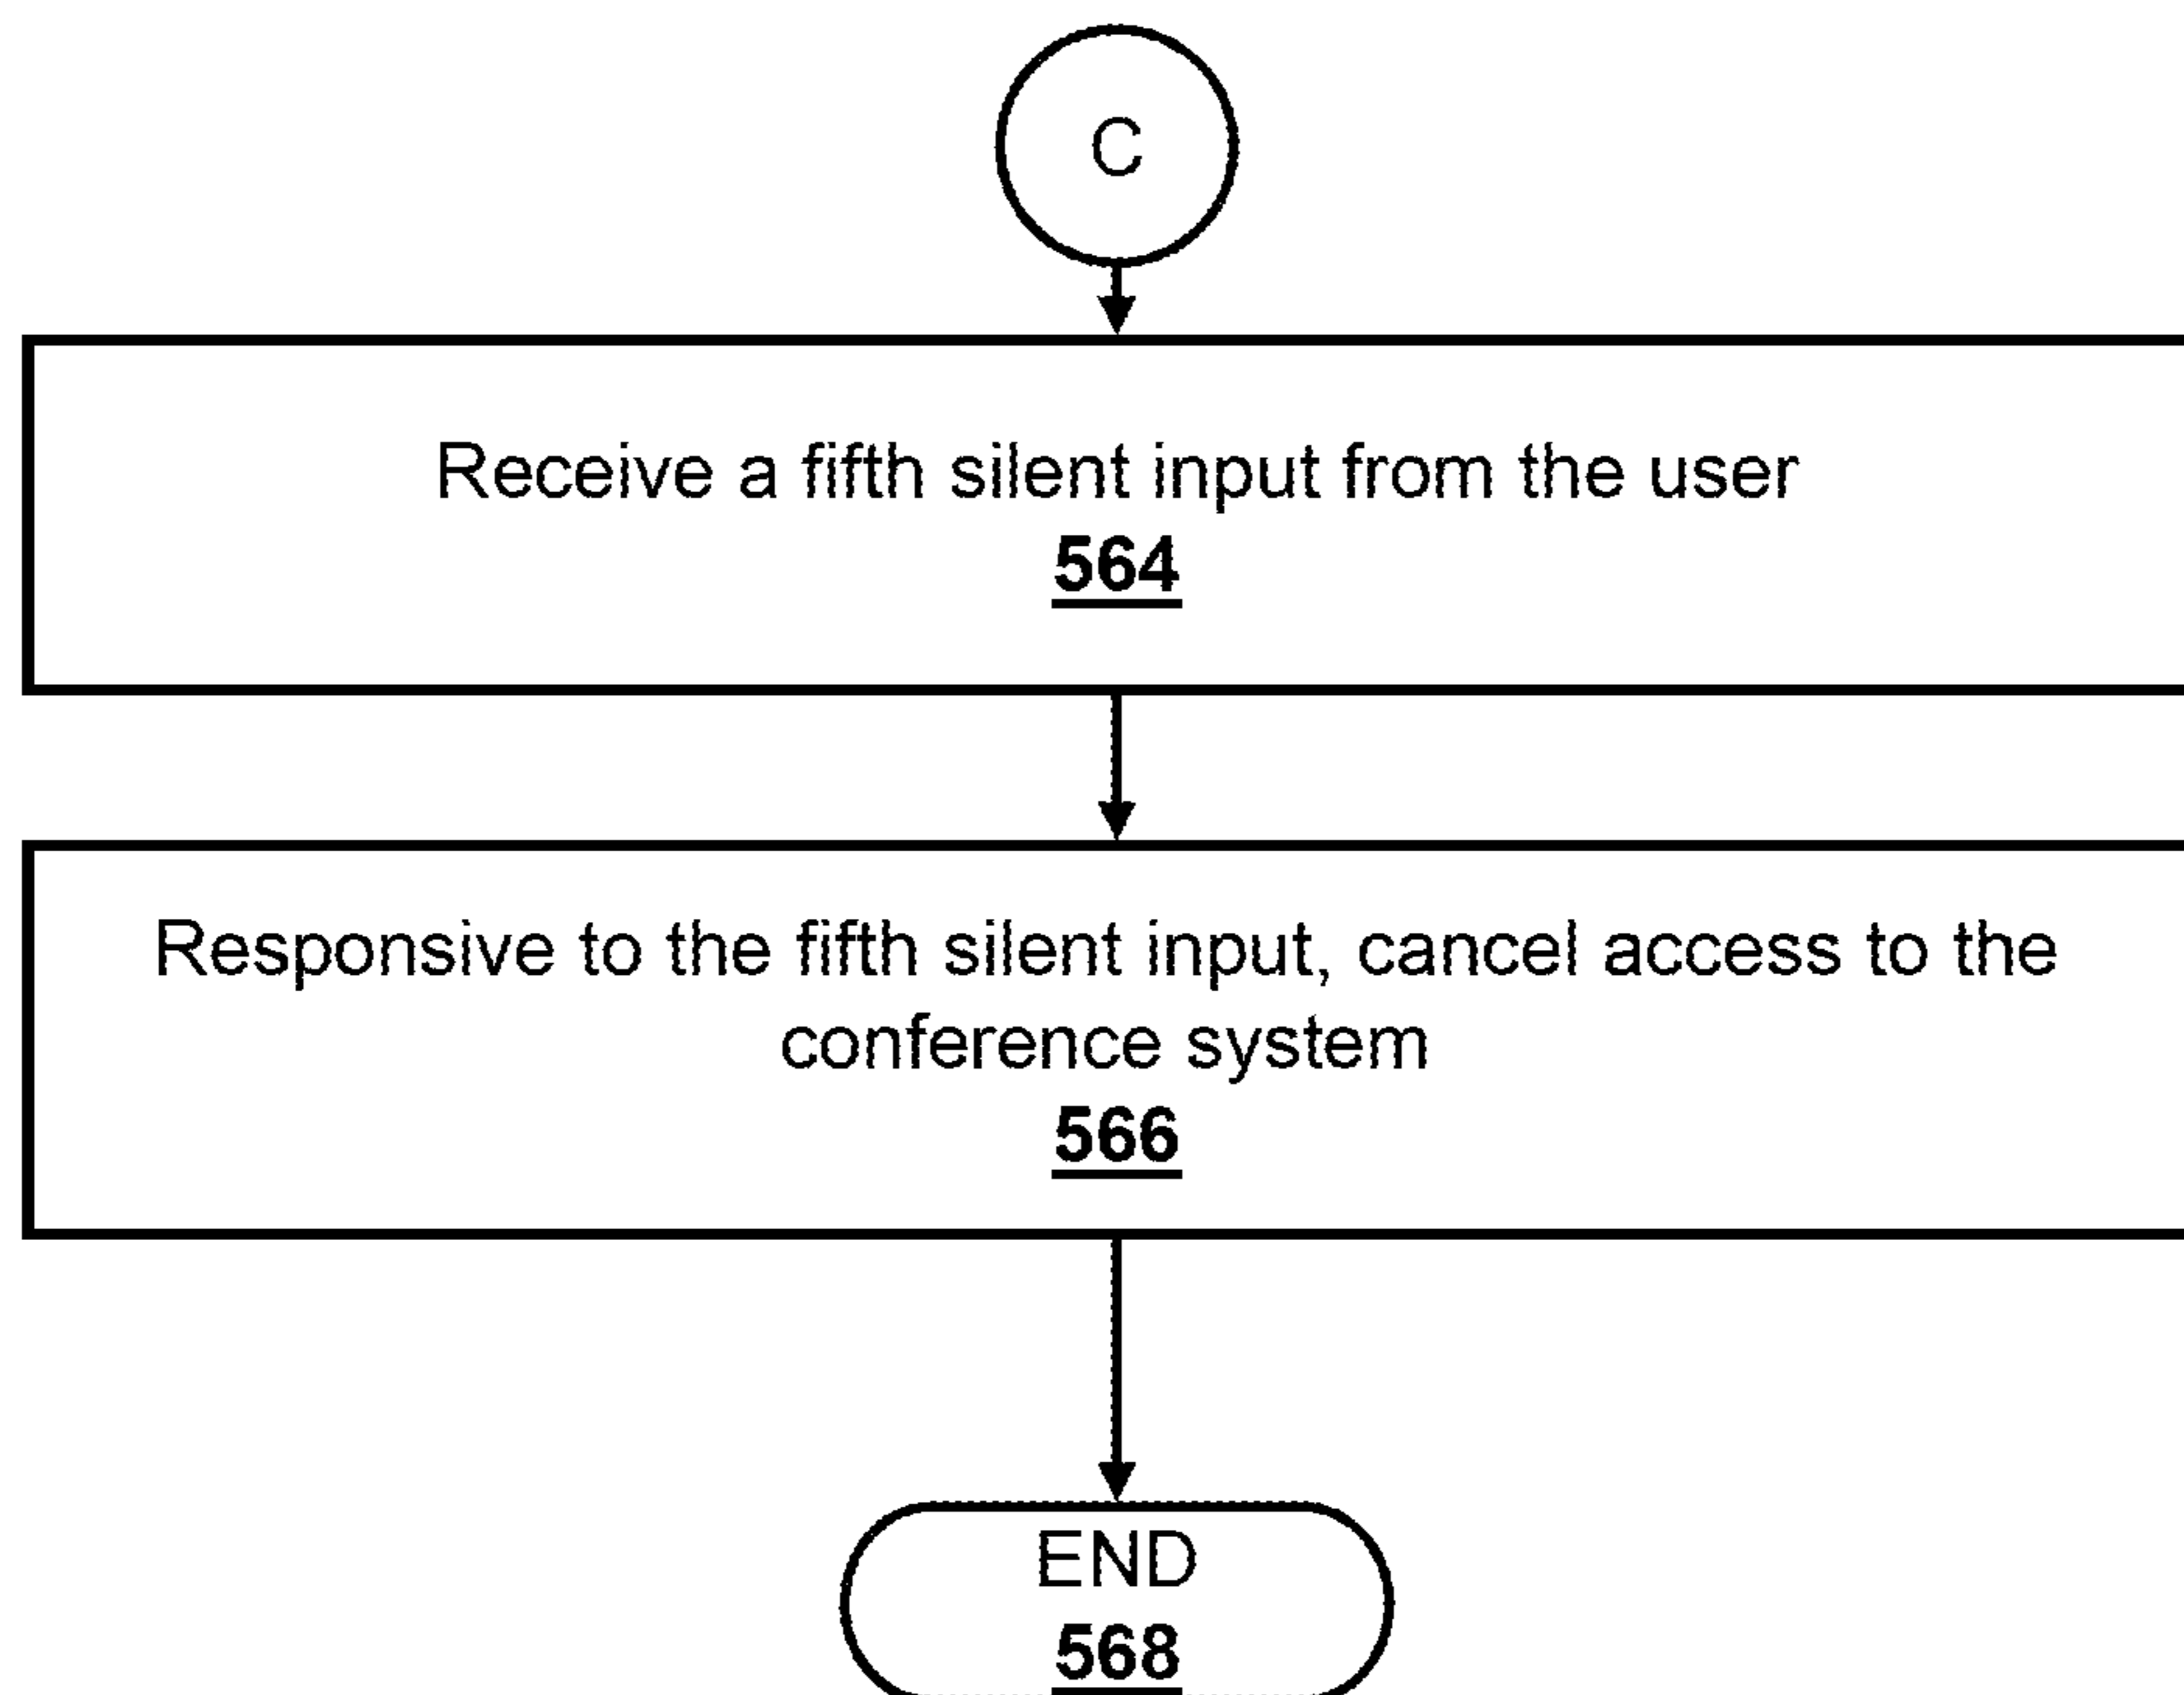 C
Receive a fifth silent input from the user
564
Responsive to the fifth silent input, cancel access to the
conference system
566
END
568